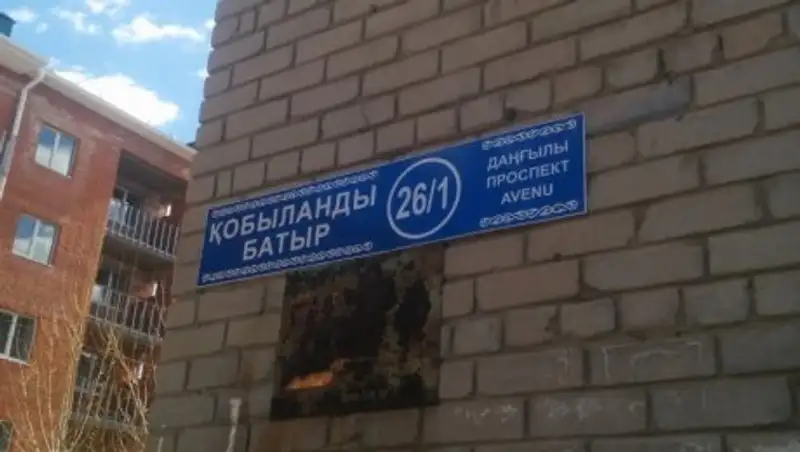 ҚОБЫЛАНДЫ
БАТЫР
26/1
ДАҢҒЫЛЫ
ПРОСПЕКТ
AVENU